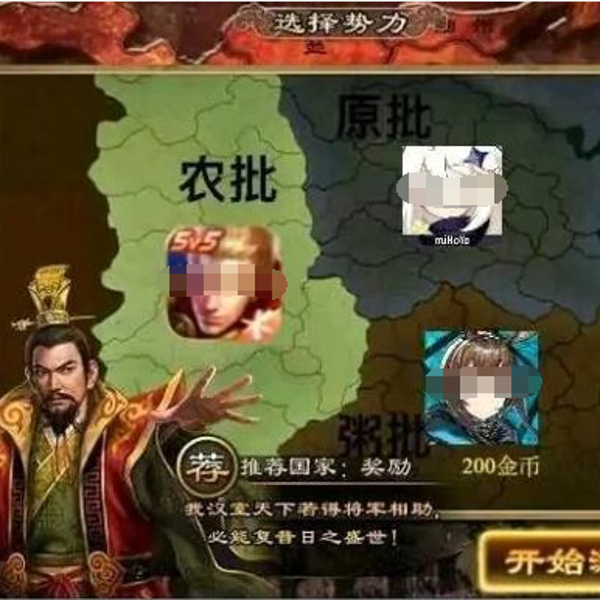 选择势力
原批
农批
5v5
miHoYo
粥批
荐 推荐国家：奖励 200金币
我汉室天下若得将军相助，
必能复昔日之盛世！
开始